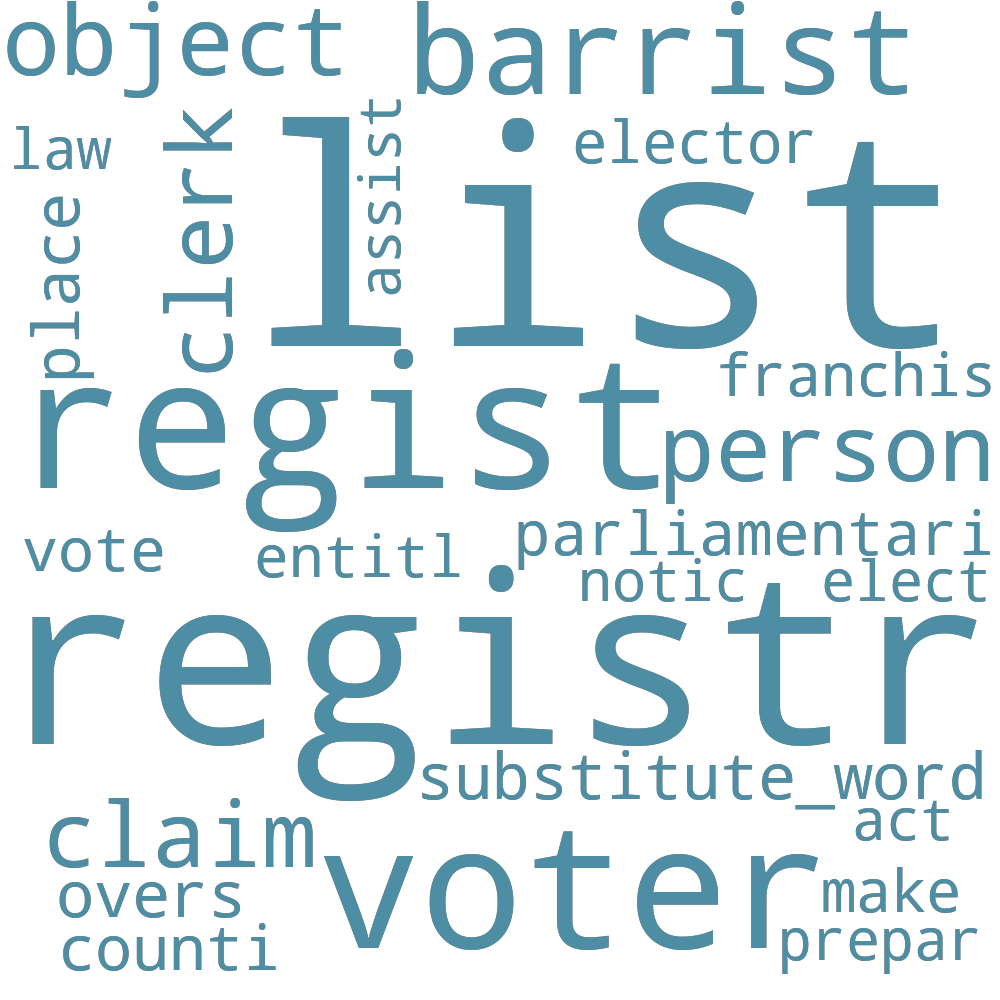 object
barrist
law
clerk
assist
elector
list
place
regist
franchis
person
vote
entitl
parliamentari
notic
elect
registr
substitute_word
claim
act
voter
overs
make
counti
prepar